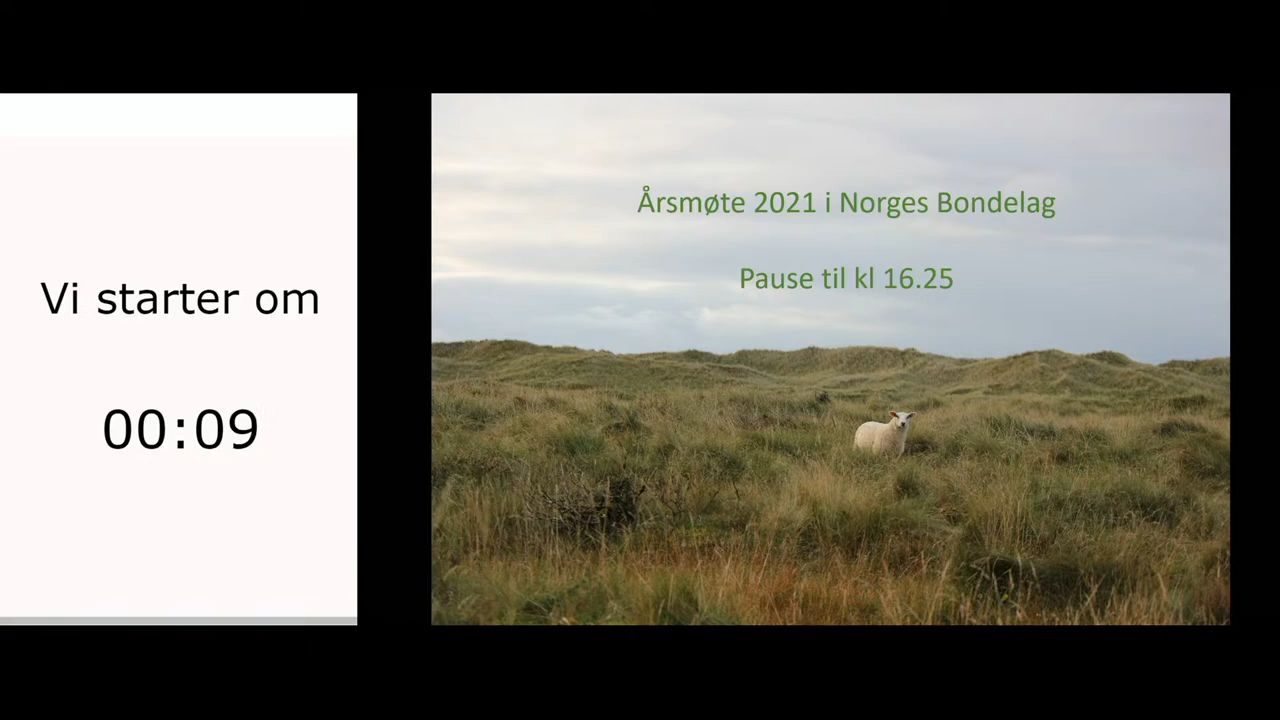 Vi starter om
00:09
Årsmøte 2021 i Norges Bondelag
Pause til kl 16.25